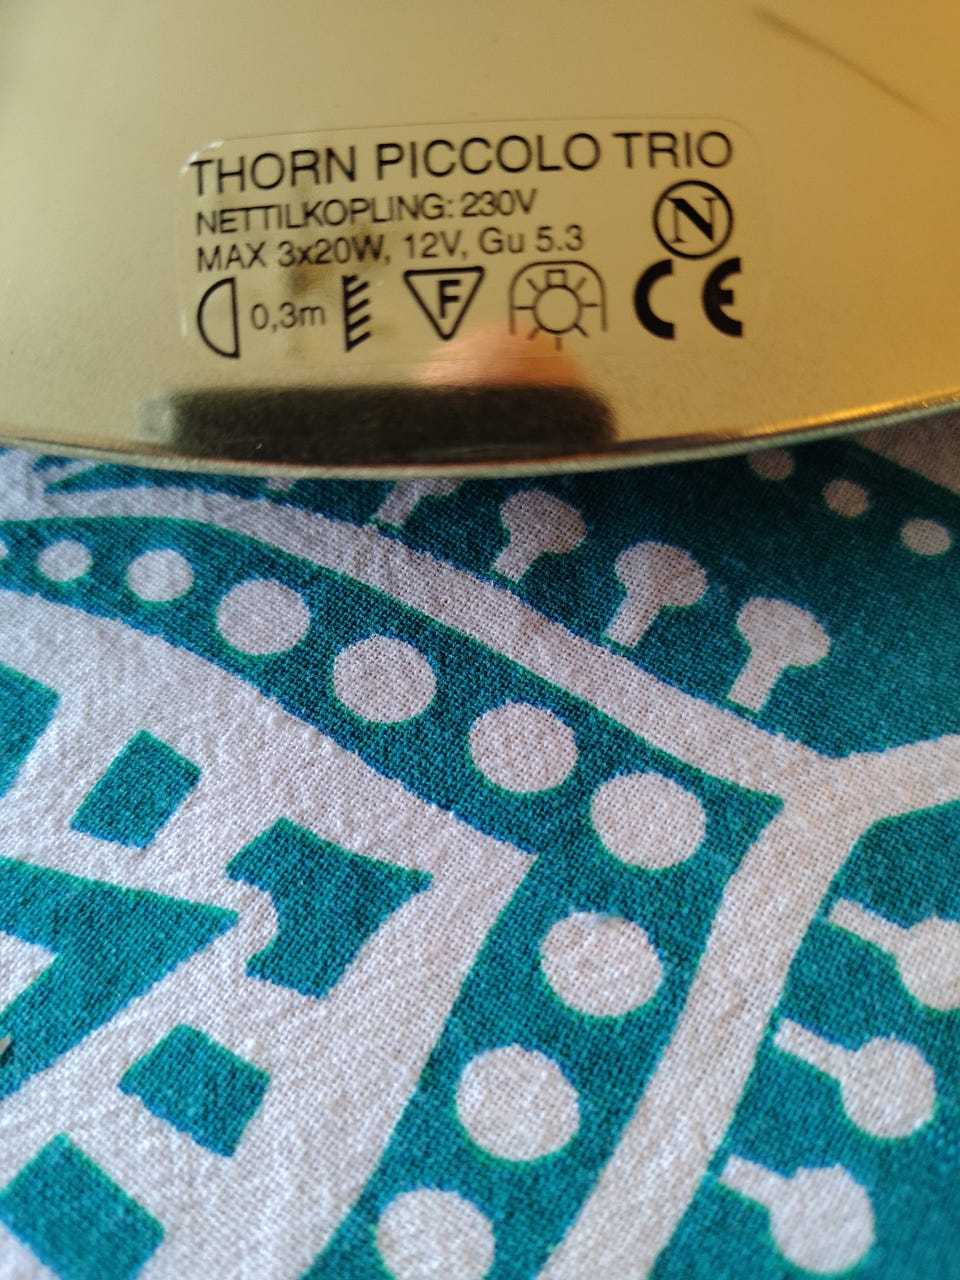 THORN PICCOLO TRIO
NETTILKOPLING: 230V
MAX 3x20W, 12V, Gu 5.3
N
0,3m F CE